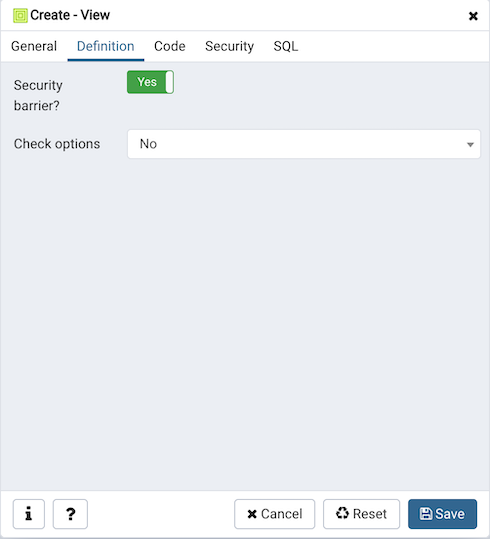 Create - View
General Definition Code Security SQL
Security
barrier?
Yes
Check options
No
i ? Cancel Reset Save